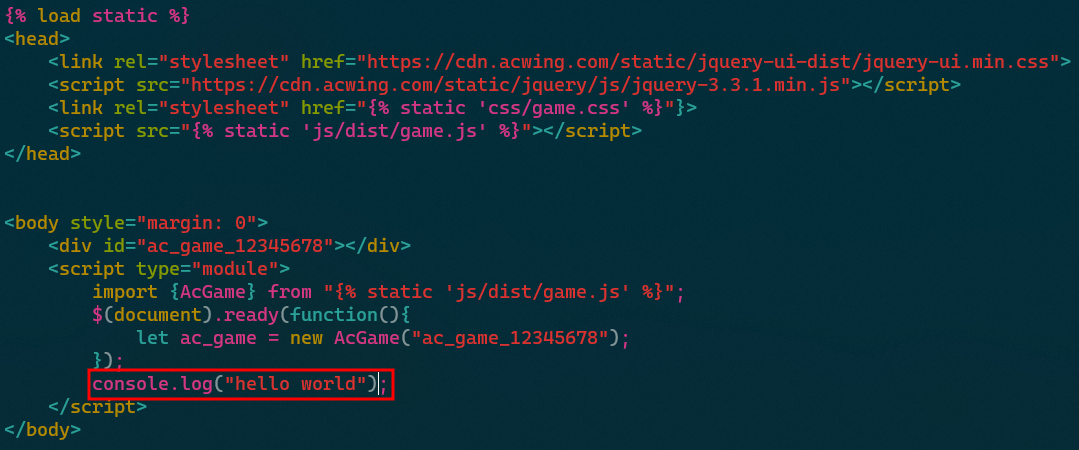 {% load static %}
<head>
    <link rel="stylesheet" href="https://cdn.acwing.com/static/jquery-ui-dist/jquery-ui.min.css">
    <script src="https://cdn.acwing.com/static/jquery/js/jquery-3.3.1.min.js"></script>
    <link rel="stylesheet" href="{% static 'css/game.css' %}"}>
    <script src="{% static 'js/dist/game.js' %}"></script>
</head>
<body style="margin: 0">
    <div id="ac_game_12345678"></div>
    <script type="module">
        import {AcGame} from "{% static 'js/dist/game.js' %}";
        $(document).ready(function(){
            let ac_game = new AcGame("ac_game_12345678");
        });
        console.log("hello world");
    </script>
</body>